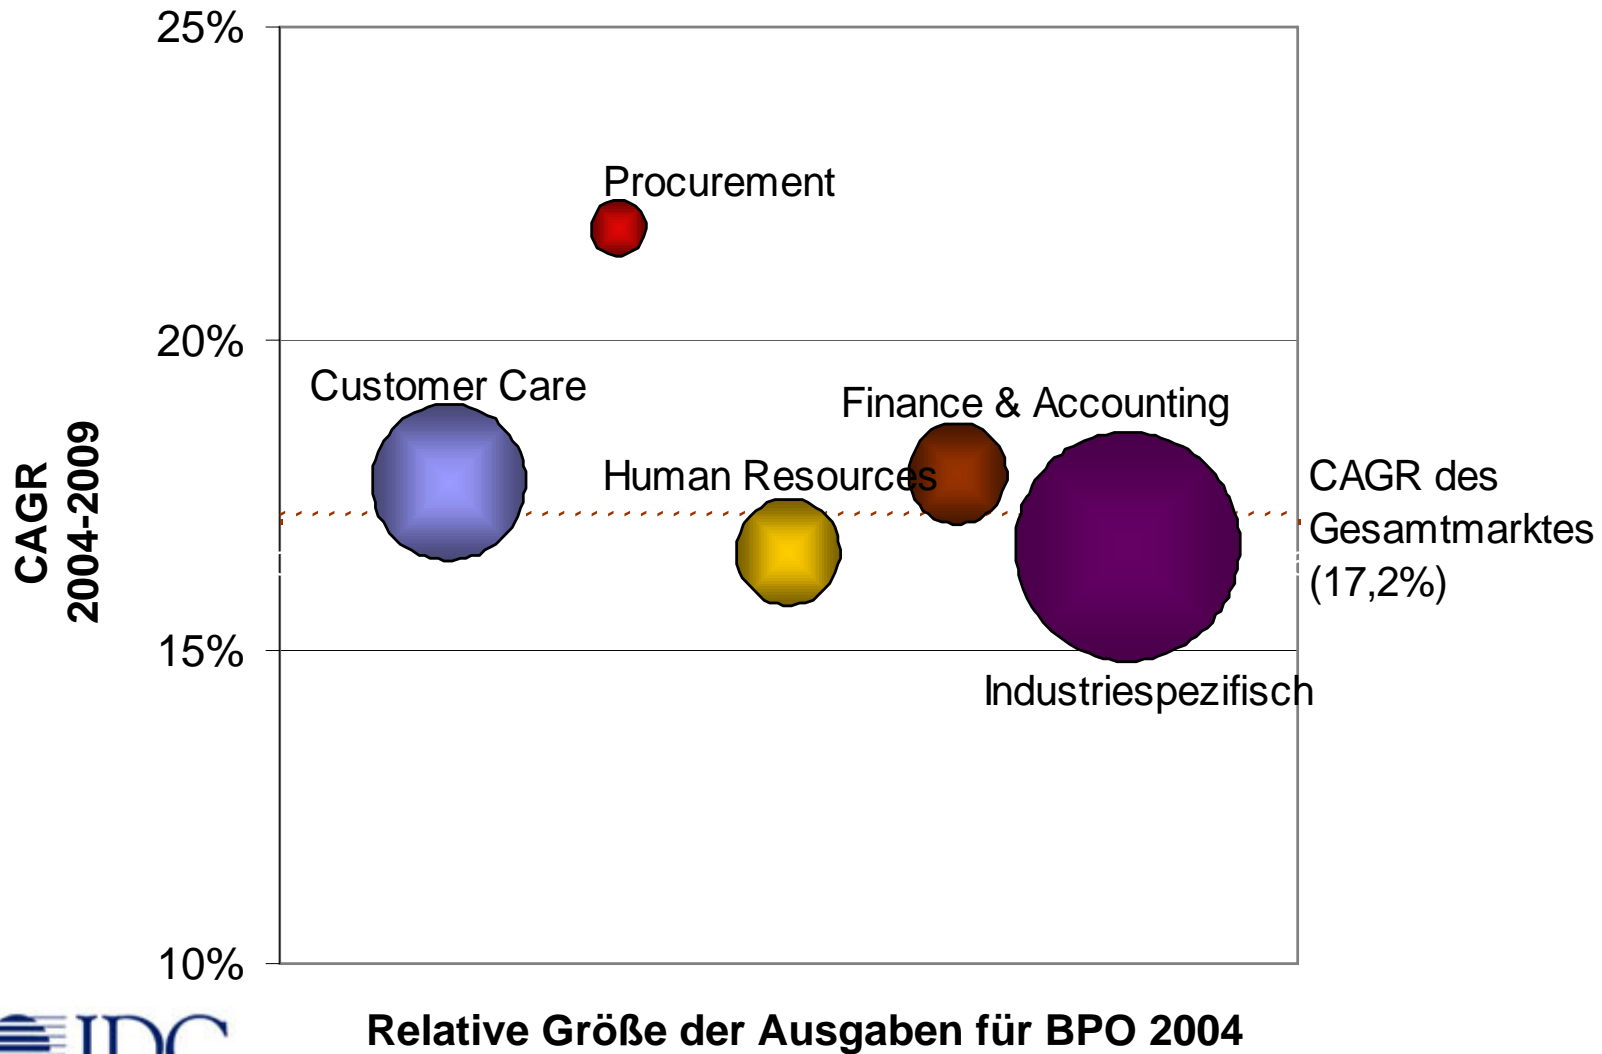 25%
Procurement
20%
Customer Care
Finance & Accounting
Human Resources
CAGR des
Gesamtmarktes
(17,2%)
CAGR
2004-2009
15%
Industriespezifisch
10%
Relative Größe der Ausgaben für BPO 2004
IDC